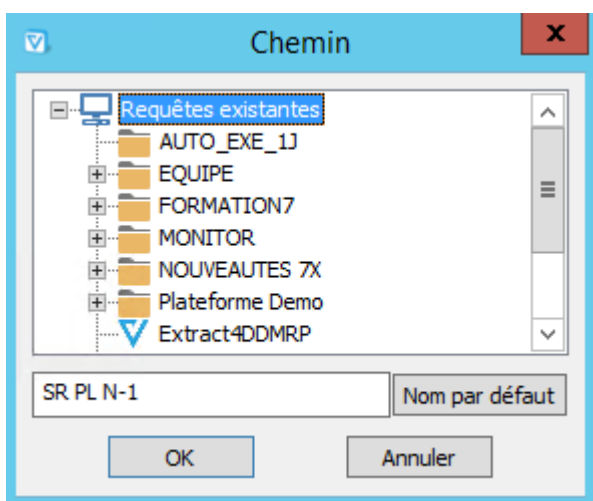 Chemin
x
Requêtes existantes
AUTO_EXE_1J
EQUIPE
FORMATION7
MONITOR
NOUVEAUTES 7X
Plateforme Demo
Extract4DDMRP
SR PL N-1
Nom par défaut
OK
Annuler